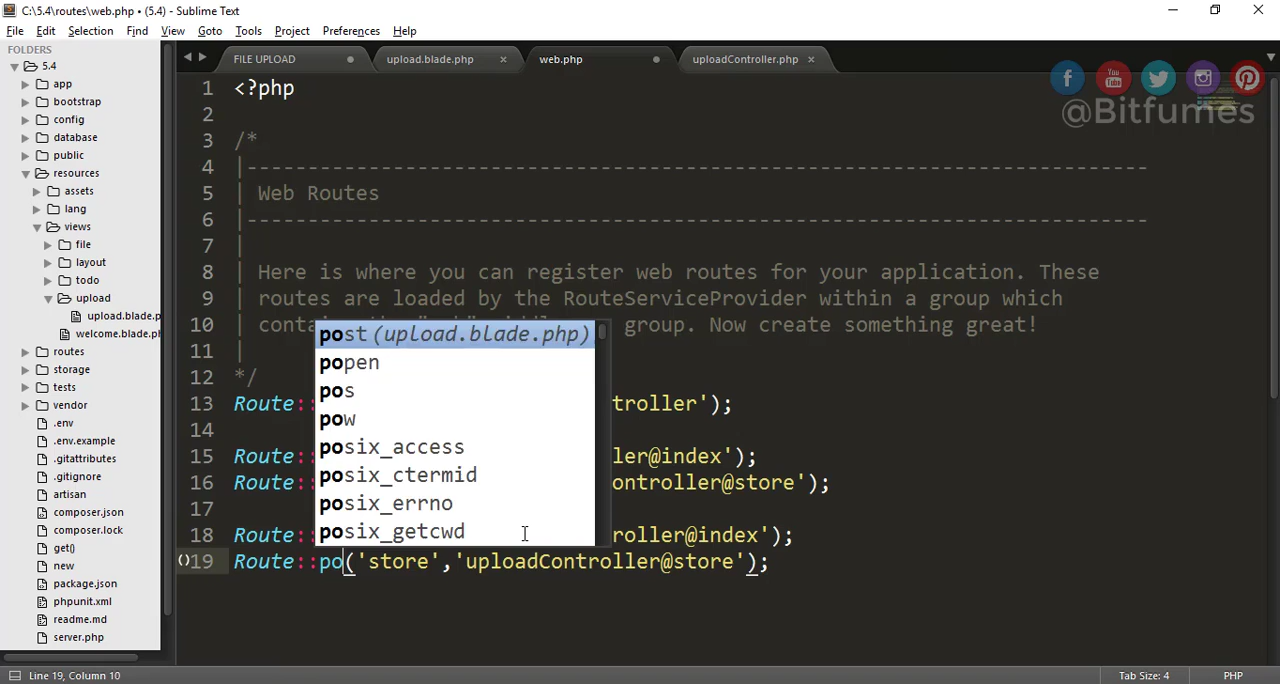 C:\5.4\routes\web.php • (5.4) - Sublime Text
File Edit Selection Find View Goto Tools Project Preferences Help
FOLDERS
5.4
app
bootstrap
config
database
public
resources
assets
lang
views
file
layout
todo
upload
upload.blade.p
welcome.blade.ph
routes
storage
tests
vendor
.env
.env.example
.gitattributes
.gitignore
artisan
composer.json
composer.lock
get()
new
package.json
phpunit.xml
readme.md
server.php
FILE UPLOAD upload.blade.php web.php uploadController.php
@Bitfumes
1 <?php
2
3 /*
4 |--------------------------------------------------------------------------
5 | Web Routes
6 |--------------------------------------------------------------------------
7 |
8 | Here is where you can register web routes for your application. These
9 | routes are loaded by the RouteServiceProvider within a group which
10 | group. Now create something great!
11 |
12 */
13 Route:: troller');
14
15 Route:: ler@index');
16 Route:: ontroller@store');
17
18 Route:: roller@index');
19 Route::po('store','uploadController@store');
post (upload.blade.php)
popen
pos
pow
posix_access
posix_ctermid
posix_errno
posix_getcwd
Line 19, Column 10 Tab Size: 4 PHP